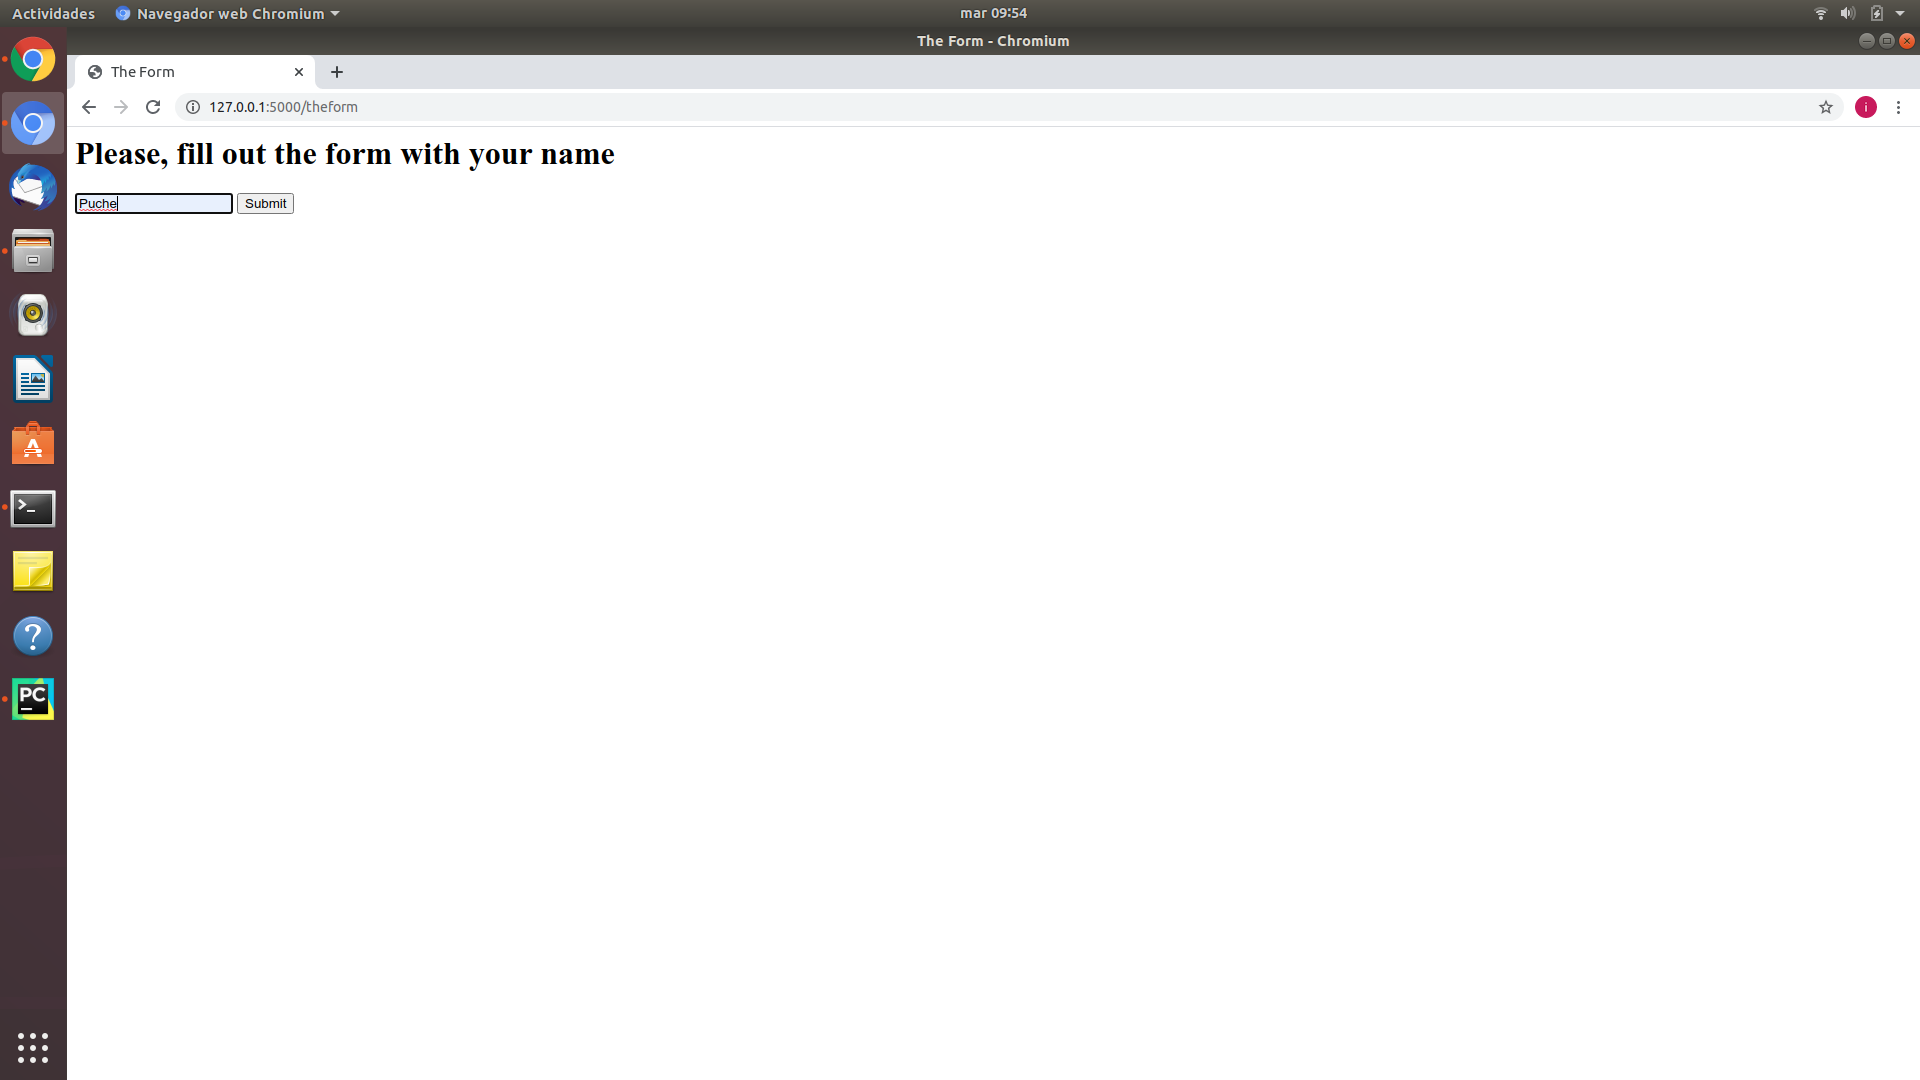 Actividades Navegador web Chromium mar 09:54
The Form - Chromium
The Form
127.0.0.1:5000/theform i
Please, fill out the form with your name
Puche Submit
A
>_
?
PC